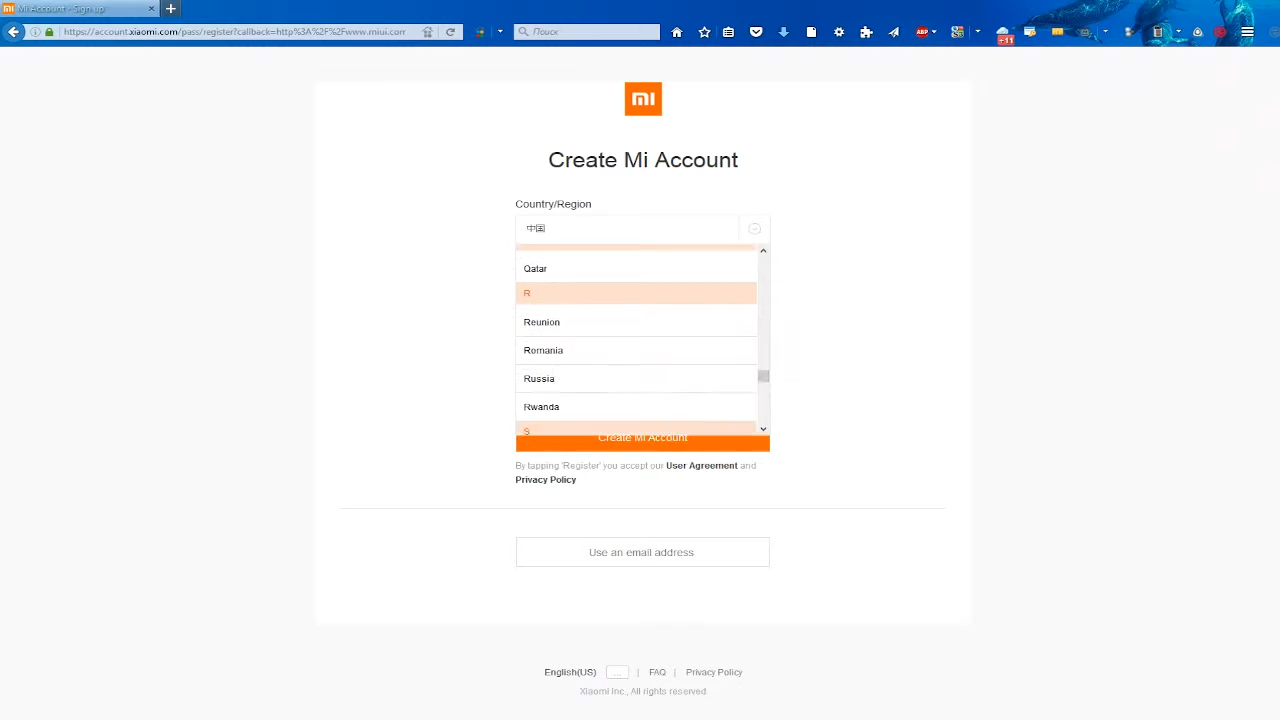 Mi Account - Sign up
https://account.xiaomi.com/pass/register?callback=http%3A%2F%2Fwww.miui.com
Поиск
ABP
+11
Create Mi Account
Country/Region
中国
Qatar
R
Reunion
Romania
Russia
Rwanda
S
Create Mi Account
By tapping 'Register' you accept our User Agreement and
Privacy Policy
Use an email address
English(US) ... | FAQ | Privacy Policy
Xiaomi Inc., All rights reserved.